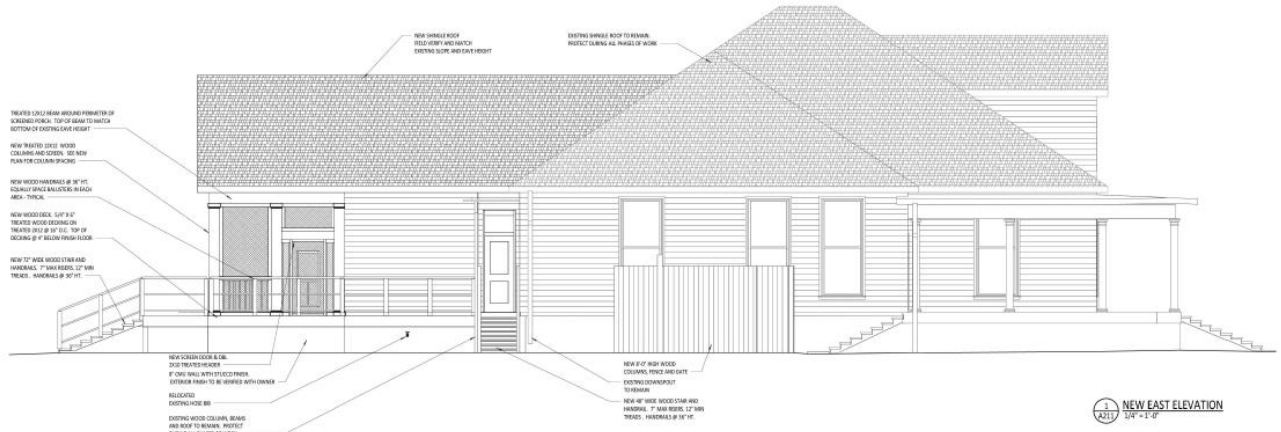 NEW SHINGLE ROOF
FIELD VERIFY AND MATCH
EXISTING SLOPE AND EAVE HEIGHT
EXISTING SHINGLE ROOF TO REMAIN.
PROTECT DURING ALL PHASES OF WORK
TREATED 12X12 BEAM AROUND PERIMETER OF
SCREENED PORCH. TOP OF BEAM TO MATCH
BOTTOM OF EXISTING EAVE HEIGHT
NEW TREATED 12X12 WOOD
COLUMNS AND SCREEN. SEE NEW
PLAN FOR COLUMN SPACING
NEW WOOD HANDRAILS @ 36" HT.
EQUALLY SPACE BALUSTERS IN EACH
AREA - TYPICAL
NEW WOOD DECK. 5/4" X 6"
TREATED WOOD DECKING ON
TREATED 2X12 @ 16" O.C. TOP OF
DECKING @ 4" BELOW FINISH FLOOR
NEW 72" WIDE WOOD STAIR AND
HANDRAILS. 7" MAX RISERS. 12" MIN
TREADS. HANDRAILS @ 36" HT.
NEW SCREEN DOOR & DBL
2X10 TREATED HEADER
8" CMU WALL WITH STUCCO FINISH.
EXTERIOR FINISH TO BE VERIFIED WITH OWNER
RELOCATED
EXISTING HOSE BIB
EXISTING WOOD COLUMN, BEAMS
AND ROOF TO REMAIN. PROTECT
NEW 8'-0" HIGH WOOD
COLUMNS, FENCE AND GATE
EXISTING DOWNSPOUT
TO REMAIN
NEW 48" WIDE WOOD STAIR AND
HANDRAIL. 7" MAX RISERS. 12" MIN
TREADS. HANDRAILS @ 36" HT.
1
A211
NEW EAST ELEVATION
1/4" = 1'-0"